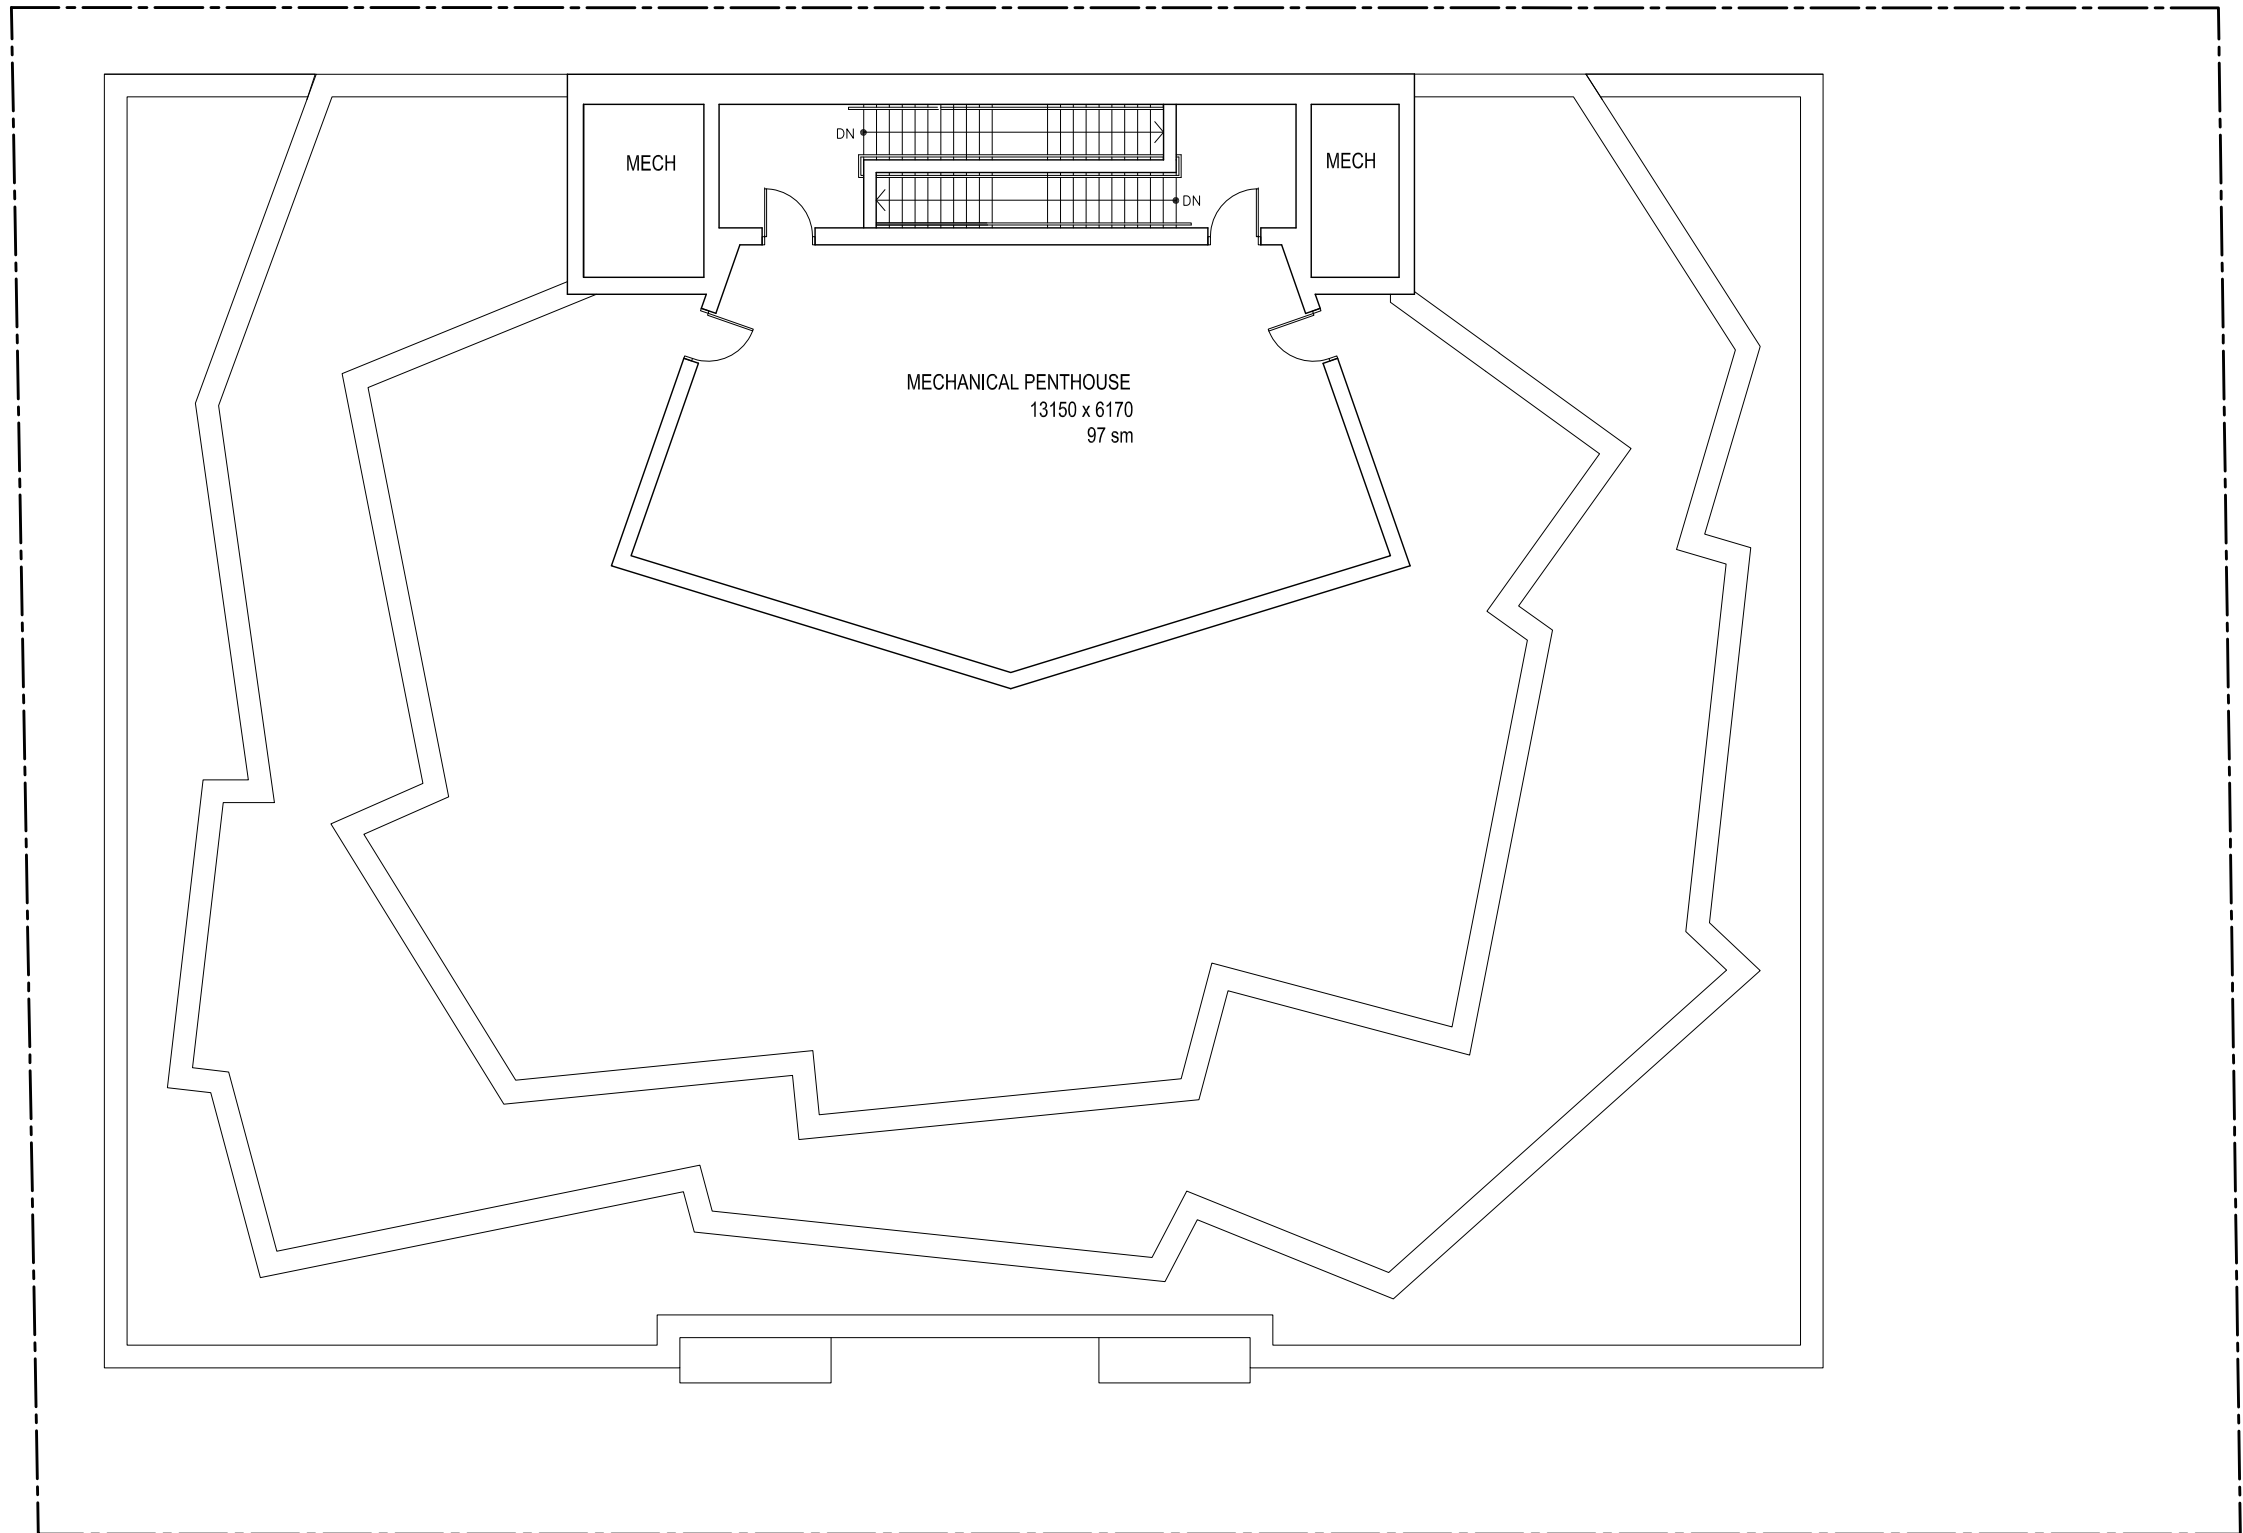 DN
MECH
MECH
DN
MECHANICAL PENTHOUSE
13150 x 6170
97 sm